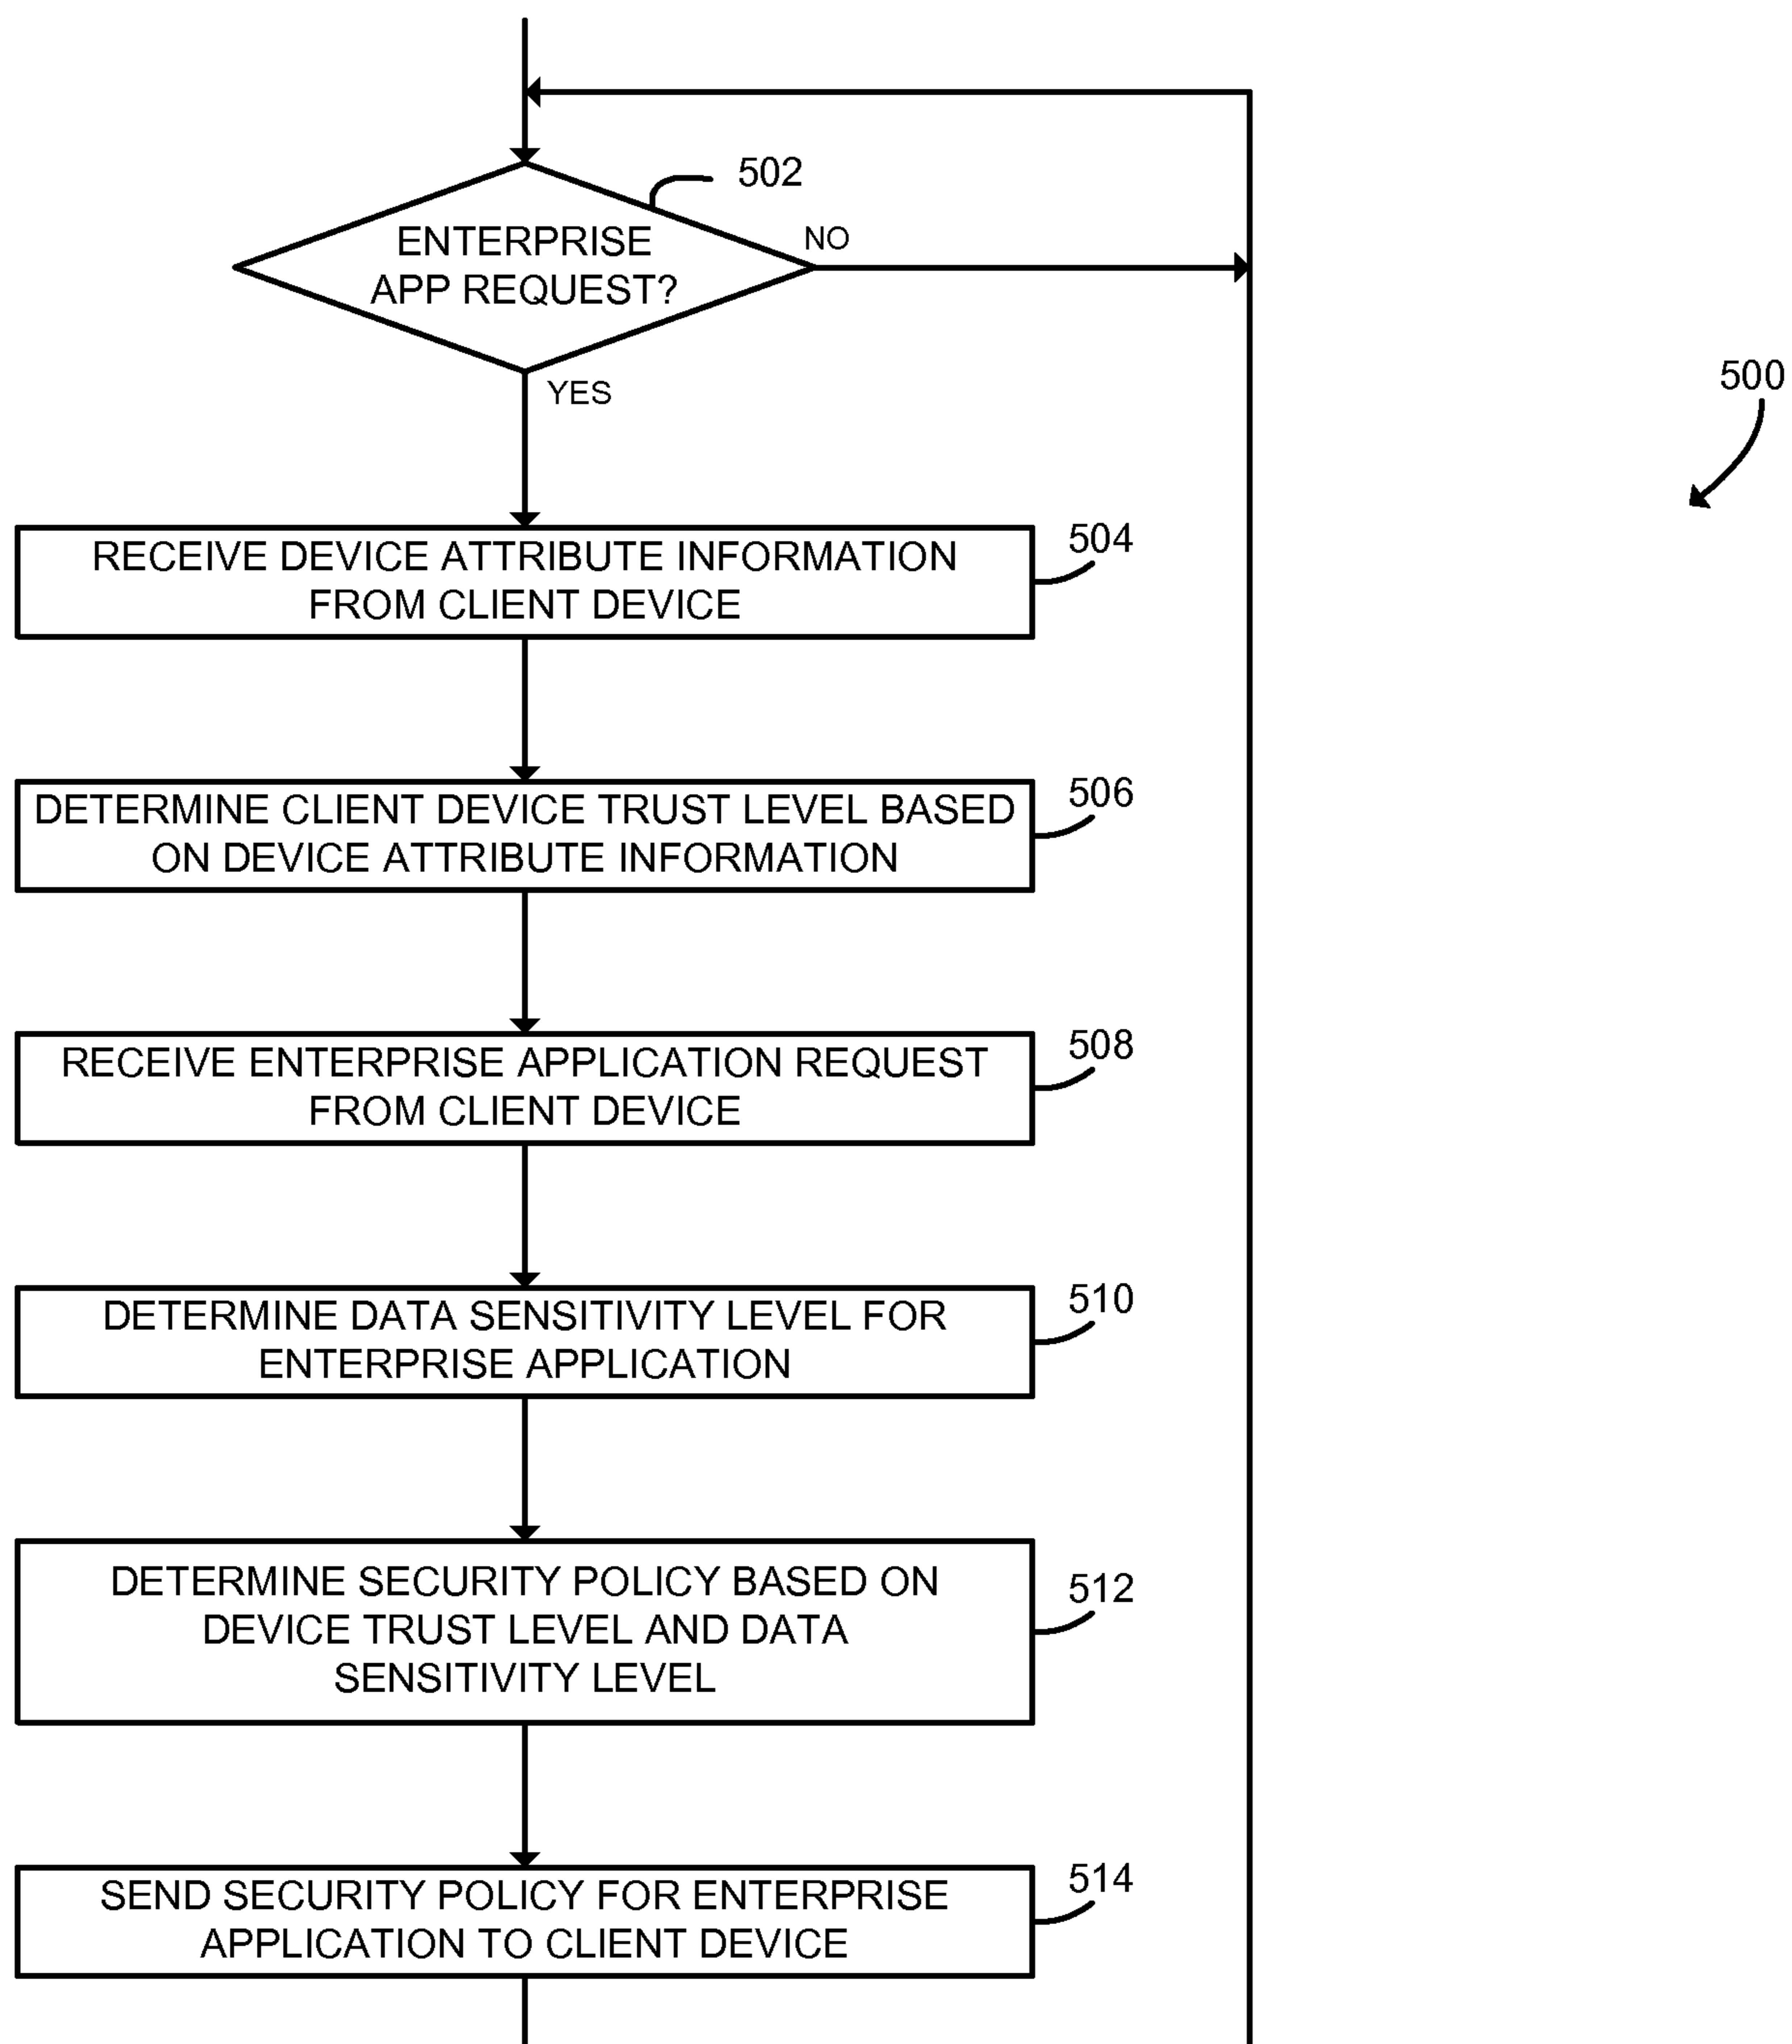 502
ENTERPRISE
APP REQUEST?
NO
YES
500
RECEIVE DEVICE ATTRIBUTE INFORMATION
FROM CLIENT DEVICE
504
DETERMINE CLIENT DEVICE TRUST LEVEL BASED
ON DEVICE ATTRIBUTE INFORMATION
506
RECEIVE ENTERPRISE APPLICATION REQUEST
FROM CLIENT DEVICE
508
DETERMINE DATA SENSITIVITY LEVEL FOR
ENTERPRISE APPLICATION
510
DETERMINE SECURITY POLICY BASED ON
DEVICE TRUST LEVEL AND DATA
SENSITIVITY LEVEL
512
SEND SECURITY POLICY FOR ENTERPRISE
APPLICATION TO CLIENT DEVICE
514